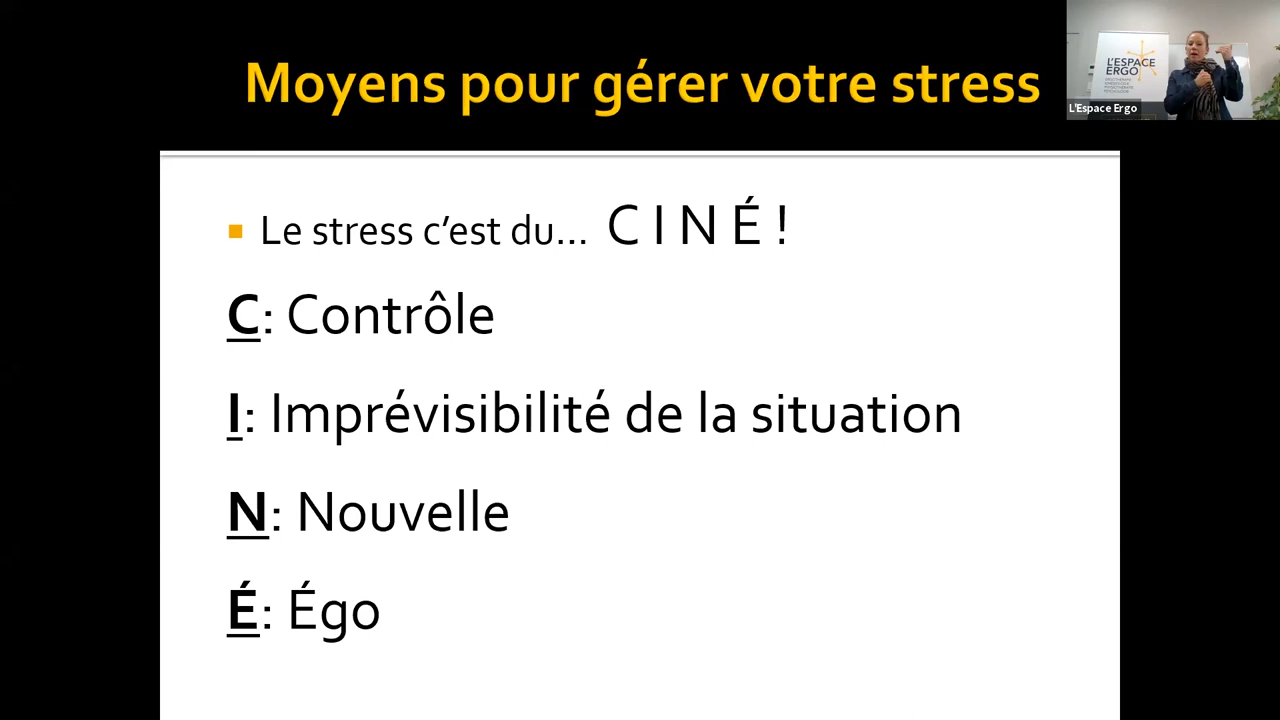 Moyens pour gérer votre stress
L'ESPACE
ERGO
L'Espace Ergo
Le stress c'est du... C I N É !
C: Contrôle
I: Imprévisibilité de la situation
N: Nouvelle
É: Égo